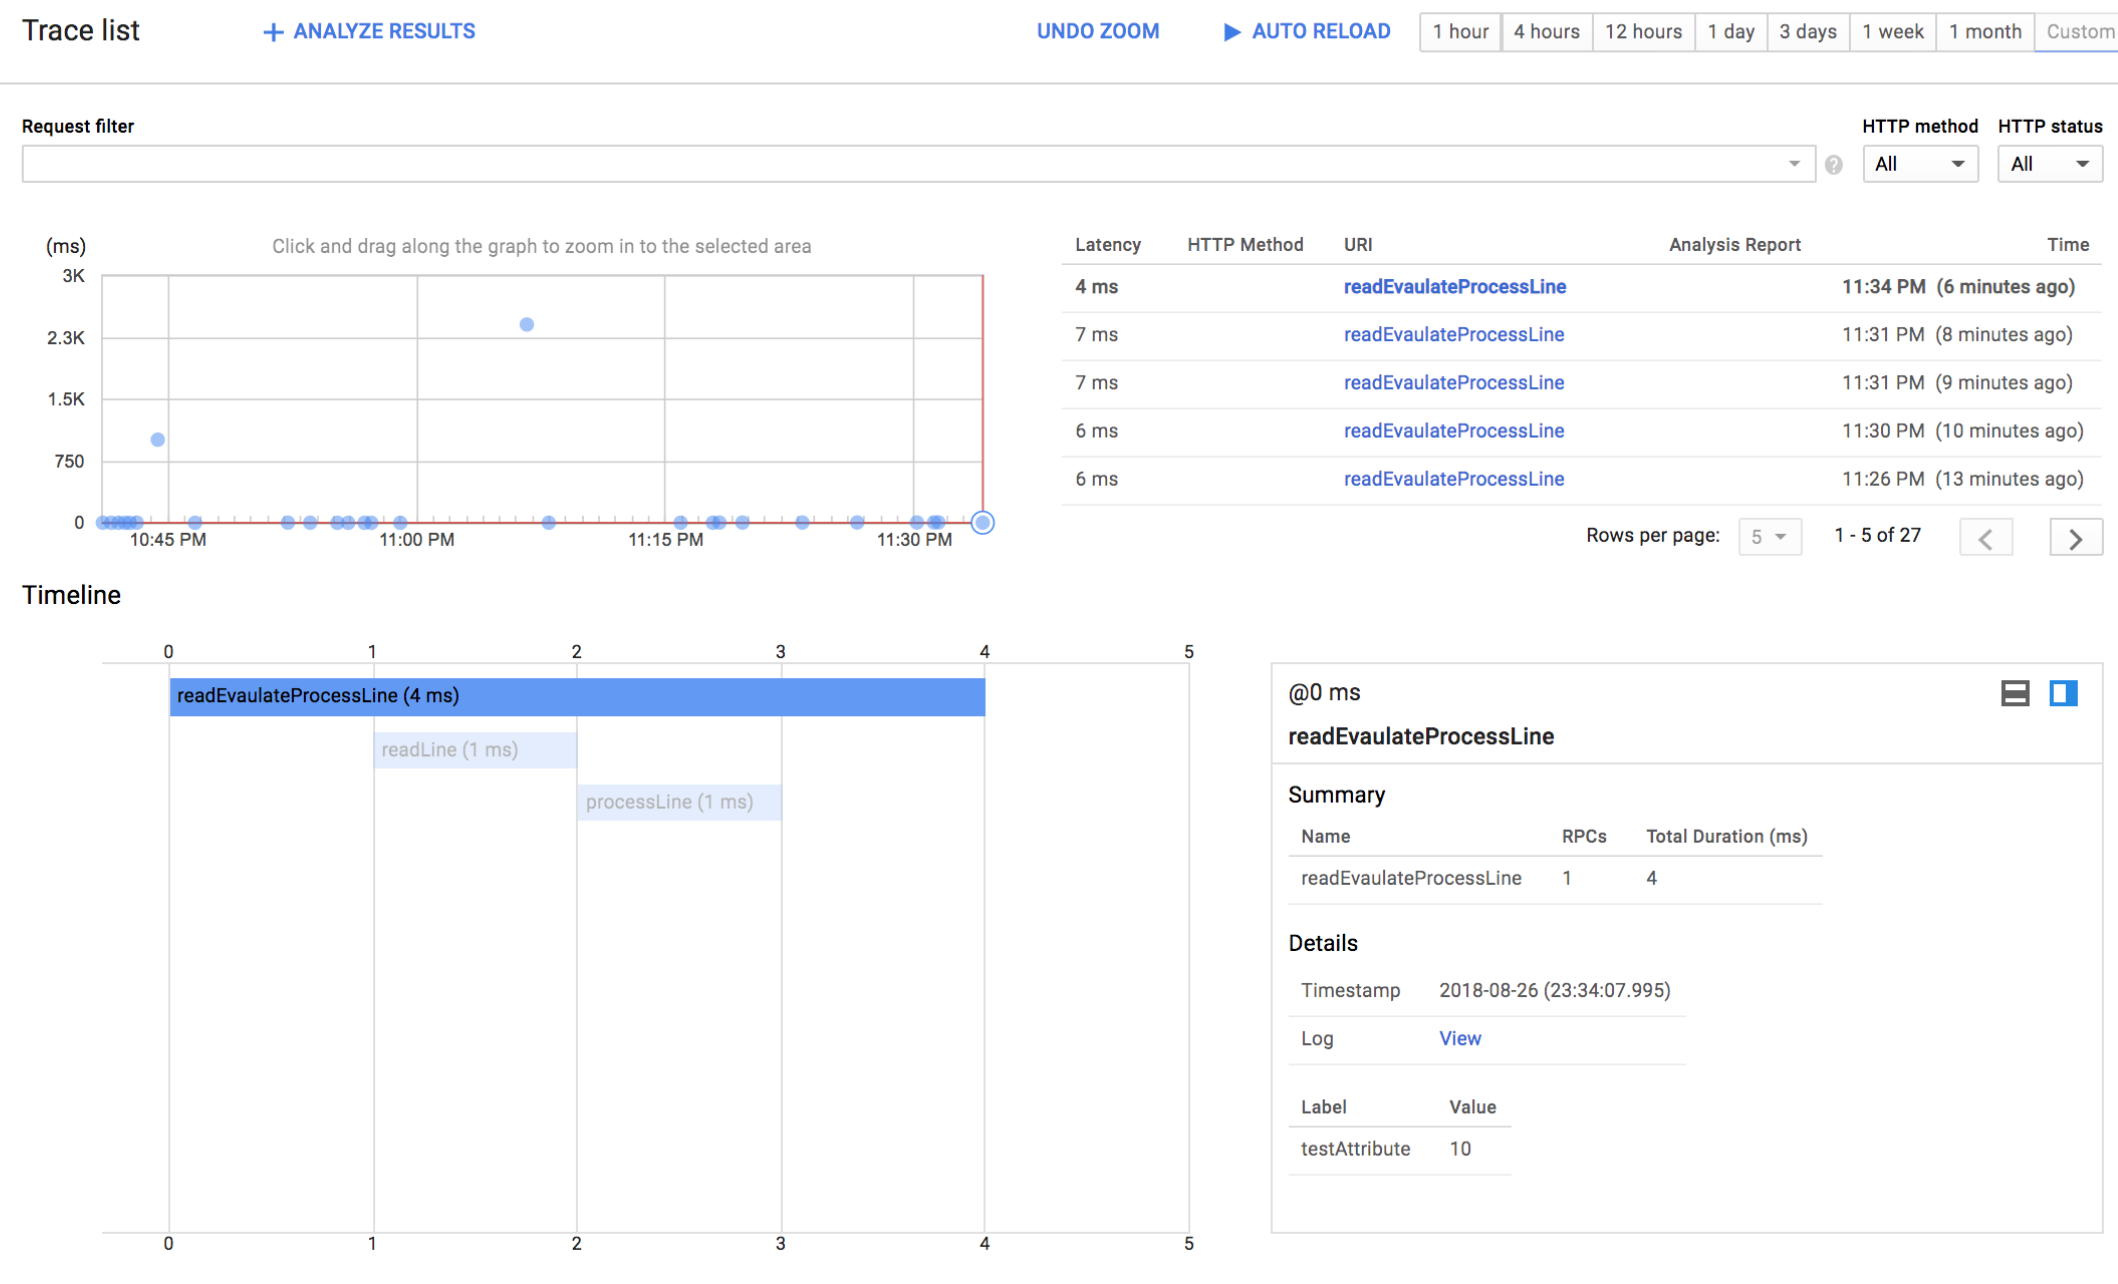 Trace list
ANALYZE RESULTS
UNDO ZOOM
AUTO RELOAD
1 hour 4 hours 12 hours 1 day 3 days 1 week 1 month Custom
Request filter
HTTP method HTTP status
? All All
(ms) Click and drag along the graph to zoom in to the selected area
3K
2.3K
1.5K
750
0
10:45 PM 11:00 PM 11:15 PM 11:30 PM
Latency HTTP Method URI Analysis Report Time
4 ms readEvaulateProcessLine 11:34 PM (6 minutes ago)
7 ms readEvaulateProcessLine 11:31 PM (8 minutes ago)
7 ms readEvaulateProcessLine 11:31 PM (9 minutes ago)
6 ms readEvaulateProcessLine 11:30 PM (10 minutes ago)
6 ms readEvaulateProcessLine 11:26 PM (13 minutes ago)
Rows per page: 5 1 - 5 of 27
Timeline
0 1 2 3 4 5
readEvaulateProcessLine (4 ms)
readLine (1 ms)
processLine (1 ms)
0 1 2 3 4 5
@0 ms
readEvaulateProcessLine
Summary
Name RPCs Total Duration (ms)
readEvaulateProcessLine 1 4
Details
Timestamp 2018-08-26 (23:34:07.995)
Log View
Label Value
testAttribute 10